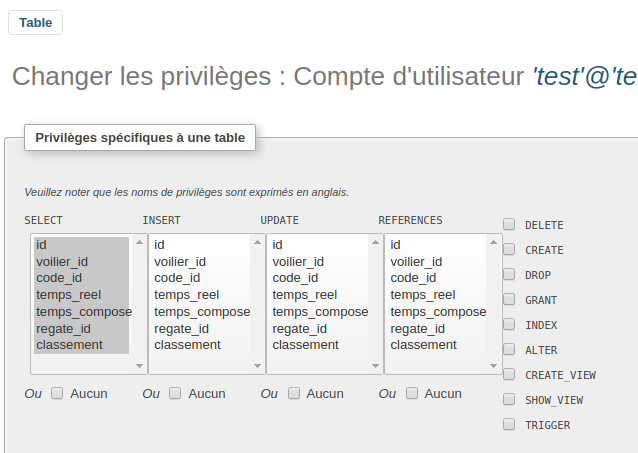 Table
Changer les privilèges : Compte d'utilisateur 'test'@'te
Privilèges spécifiques à une table
Veuillez noter que les noms de privilèges sont exprimés en anglais.
SELECT INSERT UPDATE REFERENCES
id id id id
voilier_id voilier_id voilier_id voilier_id
code_id code_id code_id code_id
temps_reel temps_reel temps_reel temps_reel
temps_compose temps_compose temps_compose temps_compose
regate_id regate_id regate_id regate_id
classement classement classement classement
Ou Aucun Ou Aucun Ou Aucun Ou Aucun
DELETE
CREATE
DROP
GRANT
INDEX
ALTER
CREATE_VIEW
SHOW_VIEW
TRIGGER